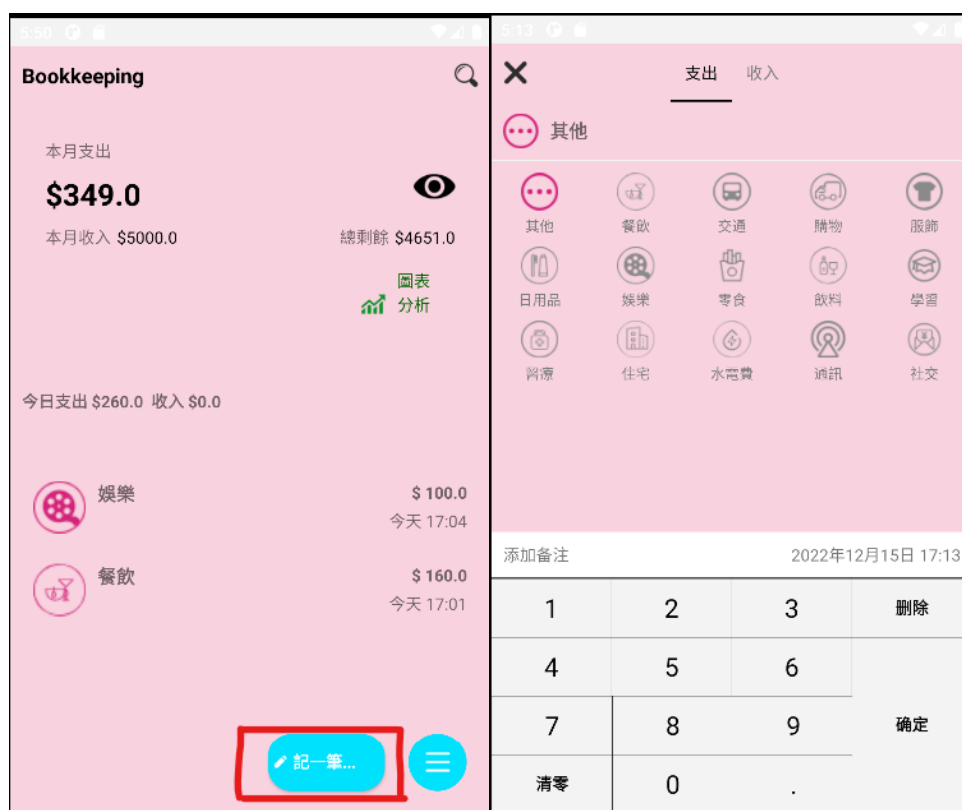 5:50
Bookkeeping
本月支出
$349.0
本月收入 $5000.0 總剩餘 $4651.0
圖表
分析
今日支出 $260.0 收入 $0.0
娛樂 $ 100.0
今天 17:04
餐飲 $ 160.0
今天 17:01
記一筆...
5:13
支出 收入
其他
其他 餐飲 交通 購物 服飾
日用品 娛樂 零食 飲料 學習
醫療 住宅 水電費 通訊 社交
添加备注 2022年12月15日 17:13
1 2 3 删除
4 5 6
7 8 9 确定
清零 0 .